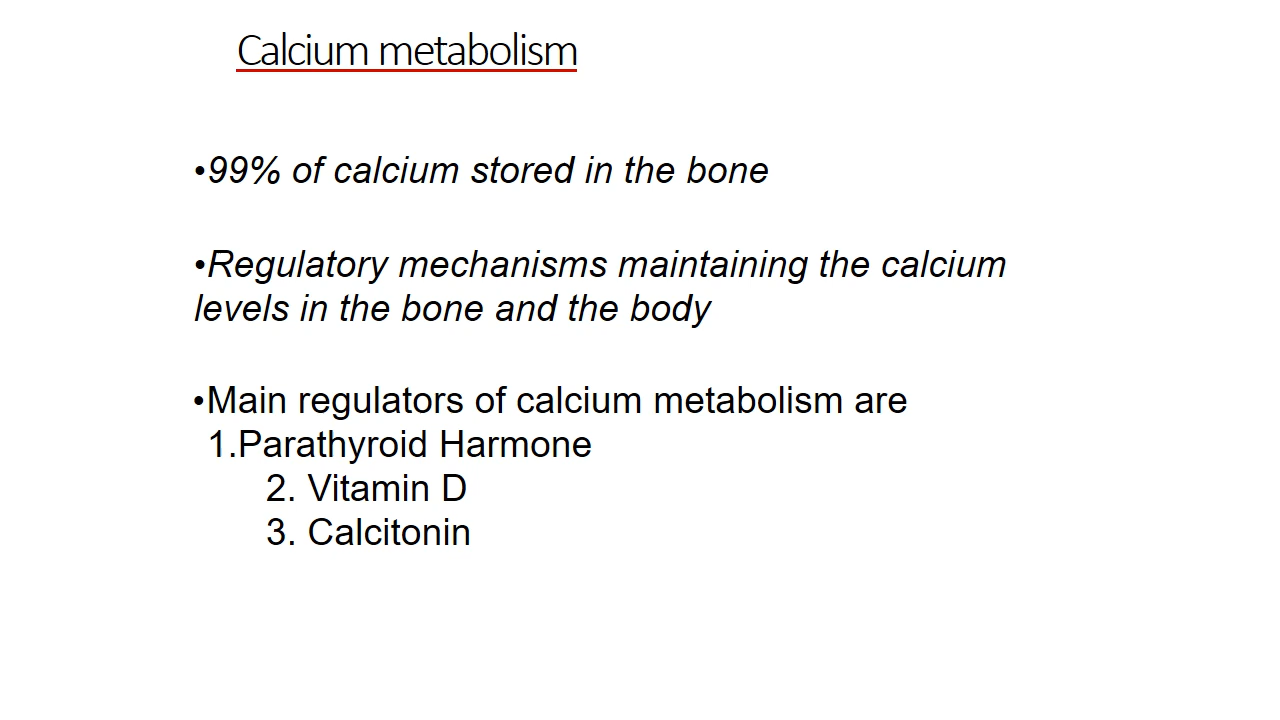 Calcium metabolism
•99% of calcium stored in the bone
•Regulatory mechanisms maintaining the calcium
levels in the bone and the body
•Main regulators of calcium metabolism are
1.Parathyroid Harmone
2. Vitamin D
3. Calcitonin